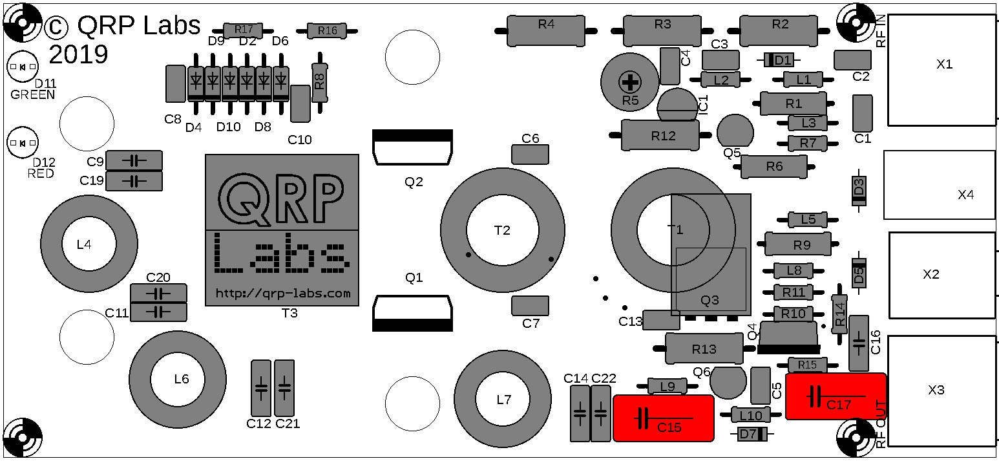 © QRP Labs
2019
R17
R16
R4
R3
R2
RF IN
X1
D9
D2
D6
C4
C3
D1
C2
D11
GREEN
R8
R5
L2
L1
IC1
R1
C8
D4
D10
D8
C10
L3
C1
R12
Q5
R7
C6
C9
D12
RED
C19
R6
Q2
D3
X4
QRP
Labs
http://qrp-labs.com
T3
L4
T2
T1
L5
R9
Q1
L8
D5
X2
C20
R11
Q3
C11
C7
C13
R10
R14
Q4
C16
R13
R15
L6
L7
C14
C22
Q6
L9
C5
C17
X3
C12
C21
C15
L10
D7
RF OUT